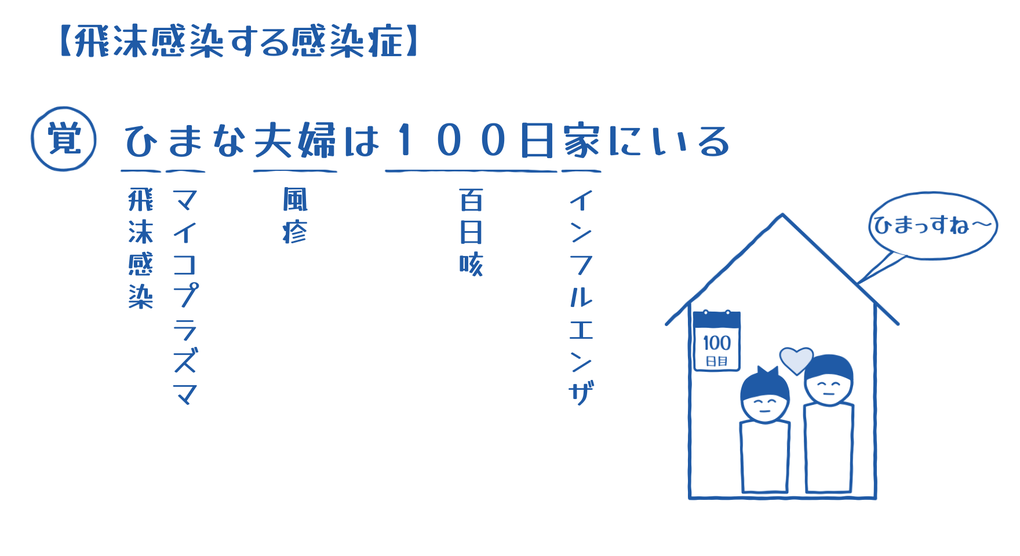 【飛沫感染する感染症】
覚 ひまな夫婦は100日家にいる
飛沫感染
マイコプラズマ
風疹
百日咳
インフルエンザ
ひまっすね〜
100
日目